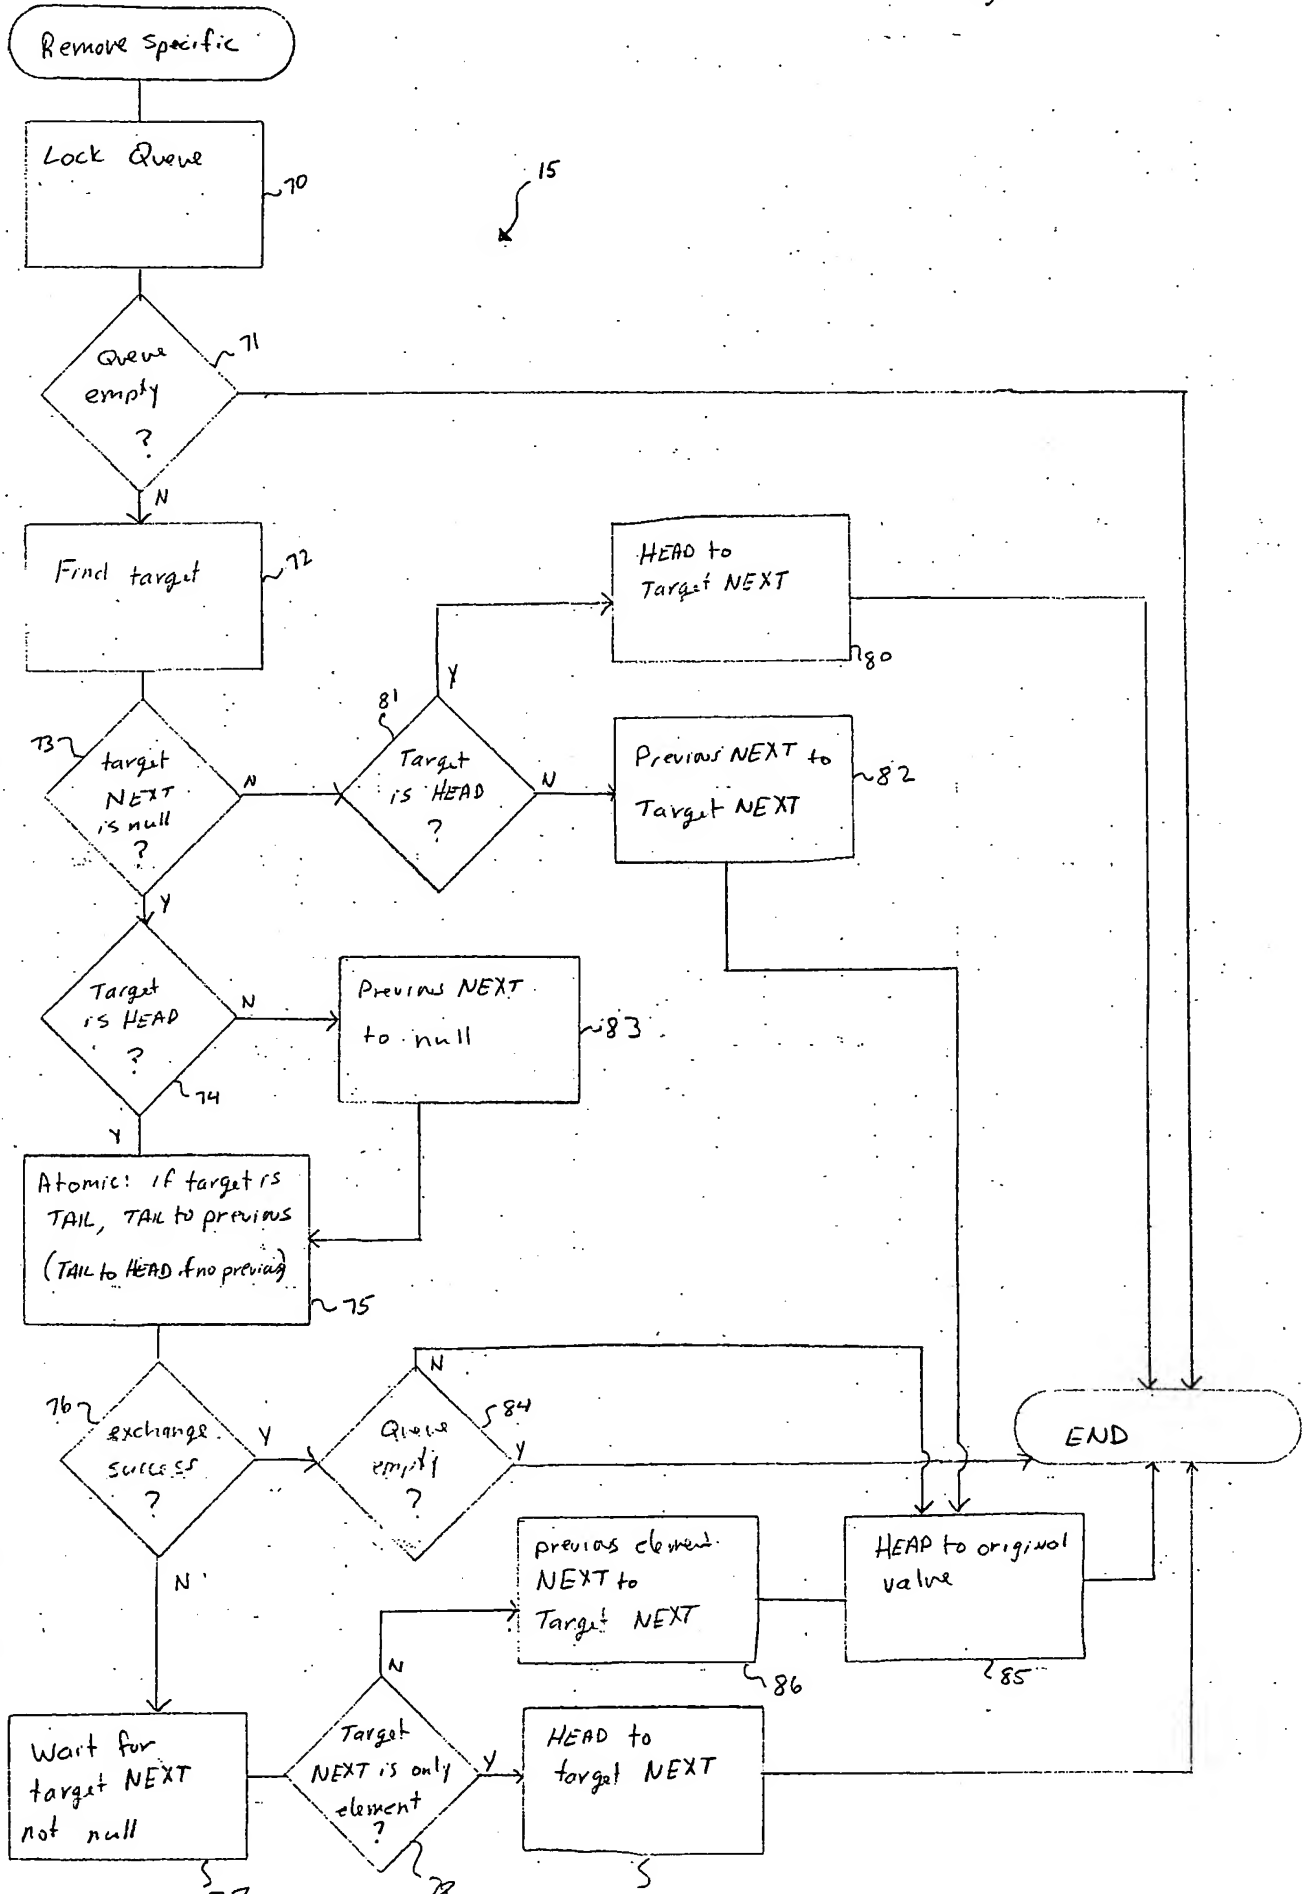 Remove Specific
Lock Queue
70
15
Queue
empty
?
71
N
Find target
72
HEAD to
Target NEXT
80
Y
81
73
target
NEXT
is null
?
N
Target
is HEAD
?
N
Previous NEXT to
Target NEXT
82
Y
Target
is HEAD
?
N
74
Previous NEXT
to null
83
Y
Atomic: if target is
TAIL, TAIL to previous
(TAIL to HEAD if no previous)
75
76
exchange
success
?
Y
N
Queue
empty
?
84
Y
END
N
previous element
NEXT to
Target NEXT
86
HEAD to original
value
85
Wait for
target NEXT
not null
N
Target
NEXT is only
element
?
Y
78
HEAD to
target NEXT